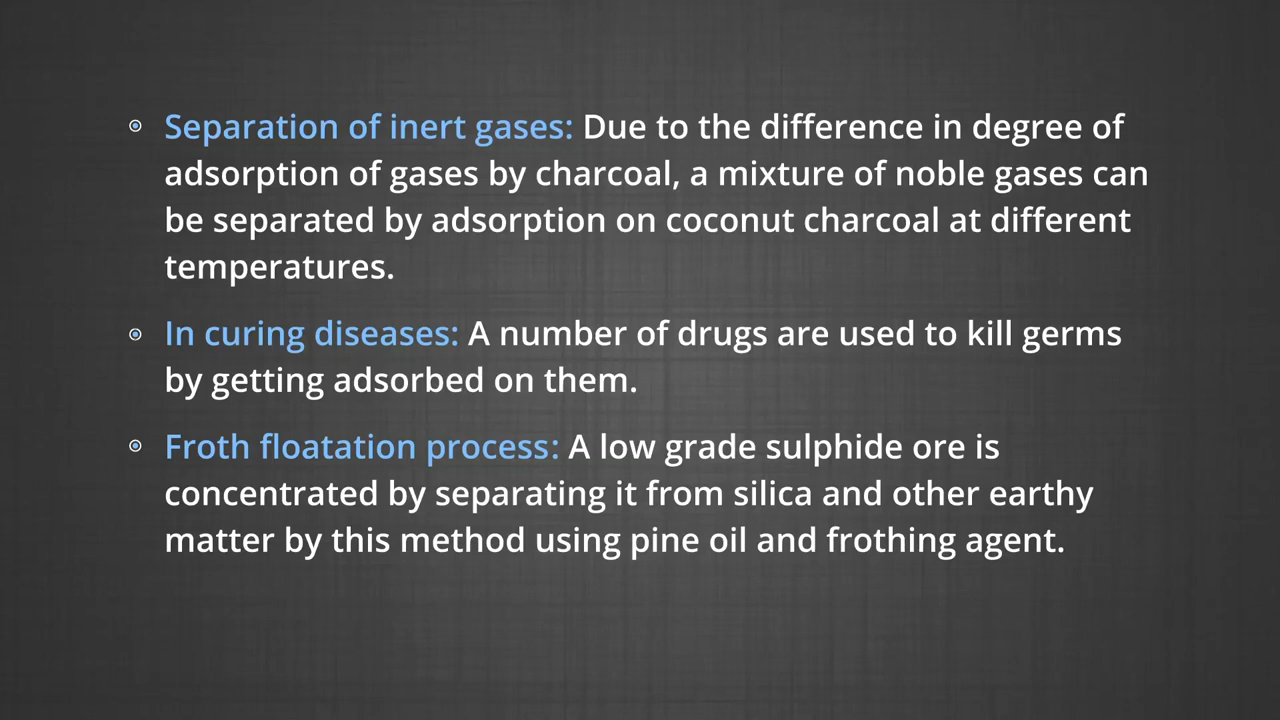 Separation of inert gases: Due to the difference in degree of
adsorption of gases by charcoal, a mixture of noble gases can
be separated by adsorption on coconut charcoal at different
temperatures.
In curing diseases: A number of drugs are used to kill germs
by getting adsorbed on them.
Froth floatation process: A low grade sulphide ore is
concentrated by separating it from silica and other earthy
matter by this method using pine oil and frothing agent.